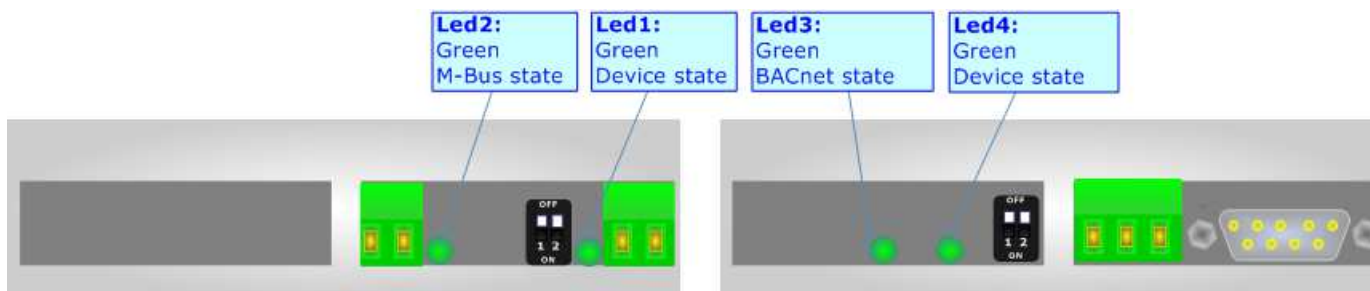 Led2:
Green
M-Bus state
Led1:
Green
Device state
Led3:
Green
BACnet state
Led4:
Green
Device state
OFF
1 2
ON
OFF
1 2
ON